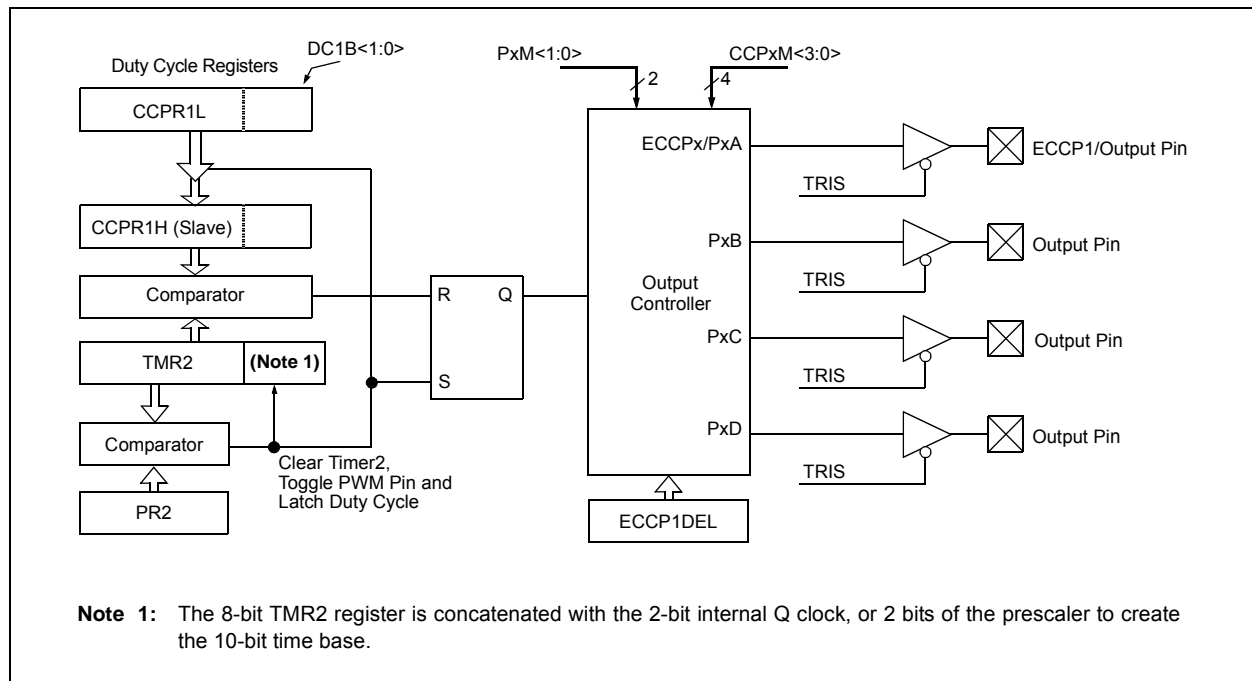 DC1B<1:0>
Duty Cycle Registers
CCPR1L
CCPR1H (Slave)
Comparator
TMR2
(Note 1)
Comparator
PR2
Clear Timer2,
Toggle PWM Pin and
Latch Duty Cycle
R
Q
S
PxM<1:0>
2
CCPxM<3:0>
4
ECCPx/PxA
PxB
Output
Controller
PxC
PxD
ECCP1DEL
TRIS
ECCP1/Output Pin
TRIS
Output Pin
TRIS
Output Pin
TRIS
Output Pin
Note 1: The 8-bit TMR2 register is concatenated with the 2-bit internal Q clock, or 2 bits of the prescaler to create
the 10-bit time base.